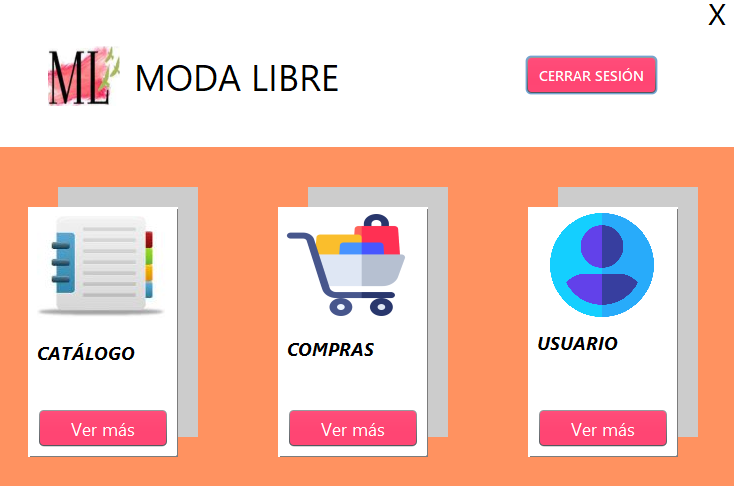 X
ML
MODA LIBRE
CERRAR SESIÓN
CATÁLOGO
COMPRAS
USUARIO
Ver más
Ver más
Ver más